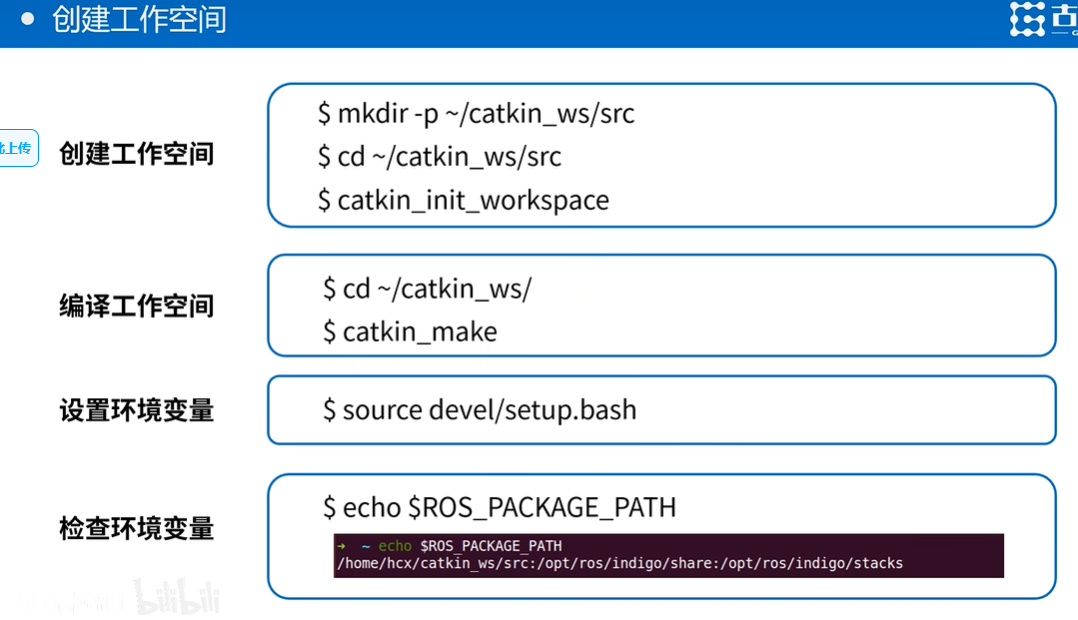 • 创建工作空间
古
上传
创建工作空间
$ mkdir -p ~/catkin_ws/src
$ cd ~/catkin_ws/src
$ catkin_init_workspace
编译工作空间
$ cd ~/catkin_ws/
$ catkin_make
设置环境变量
$ source devel/setup.bash
检查环境变量
$ echo $ROS_PACKAGE_PATH
→ ~ echo $ROS_PACKAGE_PATH
/home/hcx/catkin_ws/src:/opt/ros/indigo/share:/opt/ros/indigo/stacks
bilibili